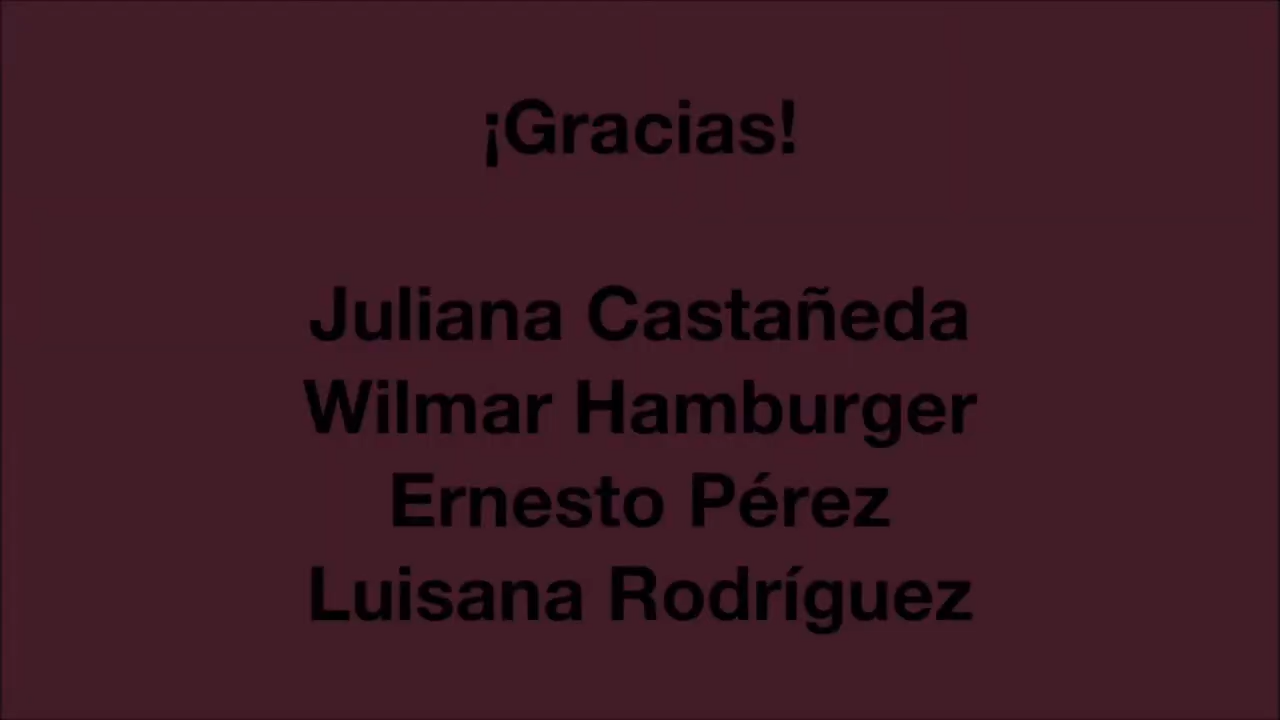 ¡Gracias!
Juliana Castañeda
Wilmar Hamburger
Ernesto Pérez
Luisana Rodríguez